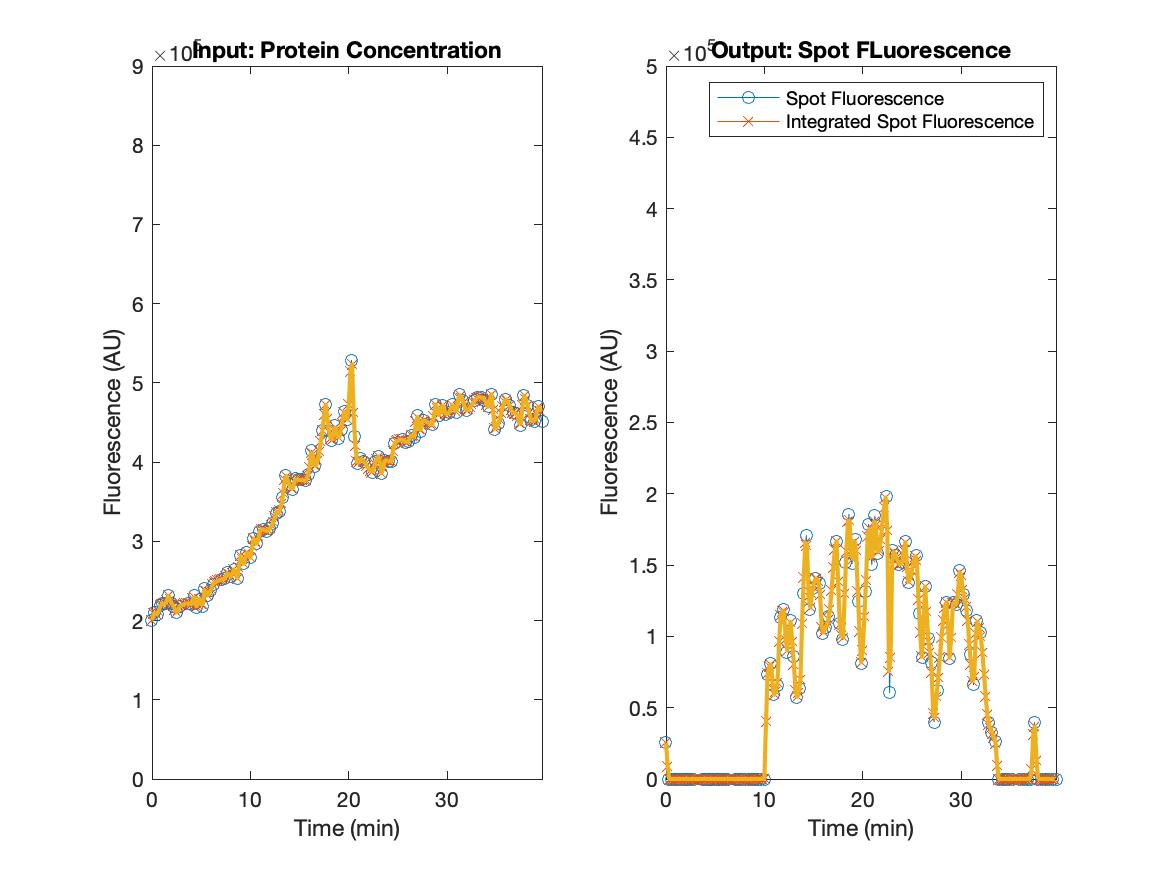 ×10^5 Input: Protein Concentration
9
8
7
6
5
4
3
2
1
0
Fluorescence (AU)
0 10 20 30
Time (min)
×10^5 Output: Spot FLuorescence
Spot Fluorescence
Integrated Spot Fluorescence
5
4.5
4
3.5
3
2.5
2
1.5
1
0.5
0
Fluorescence (AU)
0 10 20 30
Time (min)